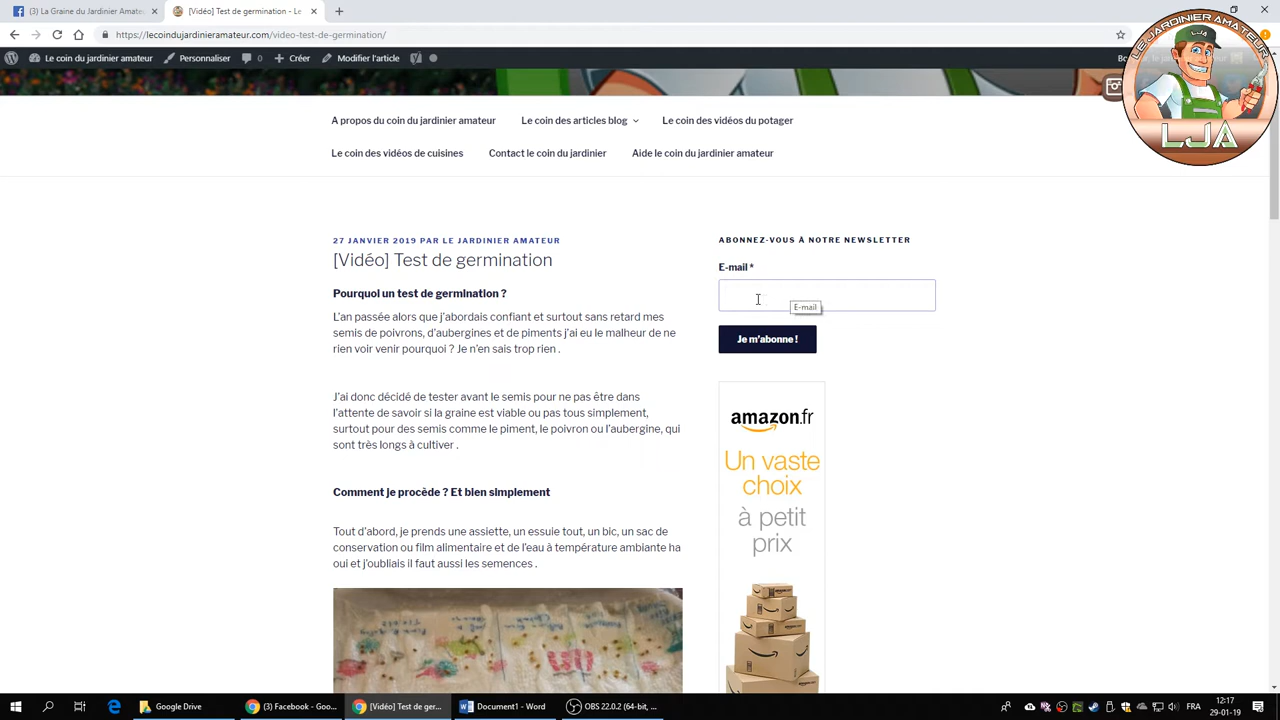 (3) La Graine du Jardinier Amat
[Vidéo] Test de germination - Le
https://lecoindujardinieramateur.com/video-test-de-germination/
Le coin du jardinier amateur
Personnaliser
0
Créer
Modifier l'article
LE JARDINIER AMATEUR
LJA
LJA
A propos du coin du jardinier amateur
Le coin des articles blog
Le coin des vidéos du potager
Le coin des vidéos de cuisines
Contact le coin du jardinier
Aide le coin du jardinier amateur
27 JANVIER 2019 PAR LE JARDINIER AMATEUR
[Vidéo] Test de germination
Pourquoi un test de germination ?
L'an passée alors que j'abordais confiant et surtout sans retard mes
semis de poivrons, d'aubergines et de piments j'ai eu le malheur de ne
rien voir venir pourquoi ? Je n'en sais trop rien .
J'ai donc décidé de tester avant le semis pour ne pas être dans
l'attente de savoir si la graine est viable ou pas tous simplement,
surtout pour des semis comme le piment, le poivron ou l'aubergine, qui
sont très longs à cultiver .
Comment je procède ? Et bien simplement
Tout d'abord, je prends une assiette, un essuie tout, un bic, un sac de
conservation ou film alimentaire et de l'eau à température ambiante ha
oui et j'oubliais il faut aussi les semences .
ABONNEZ-VOUS À NOTRE NEWSLETTER
E-mail *
E-mail
Je m'abonne !
amazon.fr
Un vaste
choix
à petit
prix
Google Drive
(3) Facebook - Goo...
[Vidéo] Test de ger...
Document1 - Word
OBS 22.0.2 (64-bit, ...
FRA
12:17
29-01-19